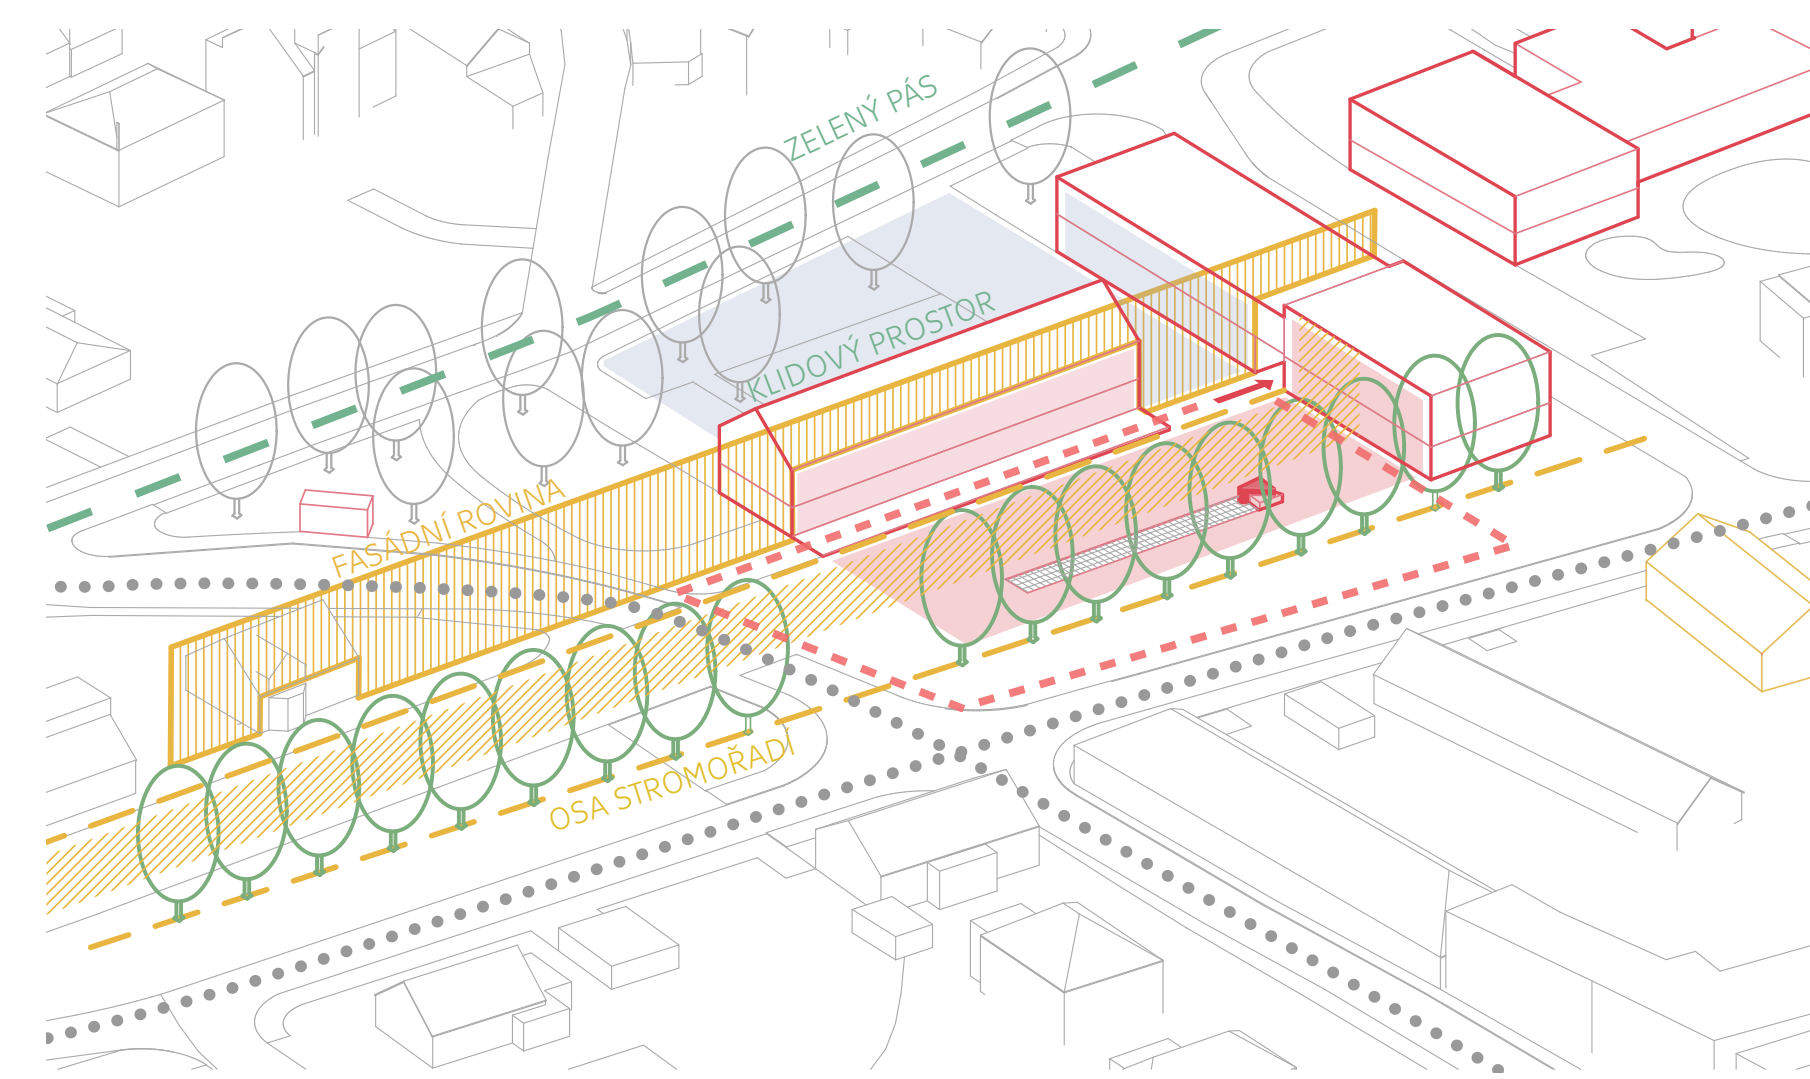 ZELENÝ PÁS
KLIDOVÝ PROSTOR
FASÁDNÍ ROVINA
OSA STROMOŘADÍ